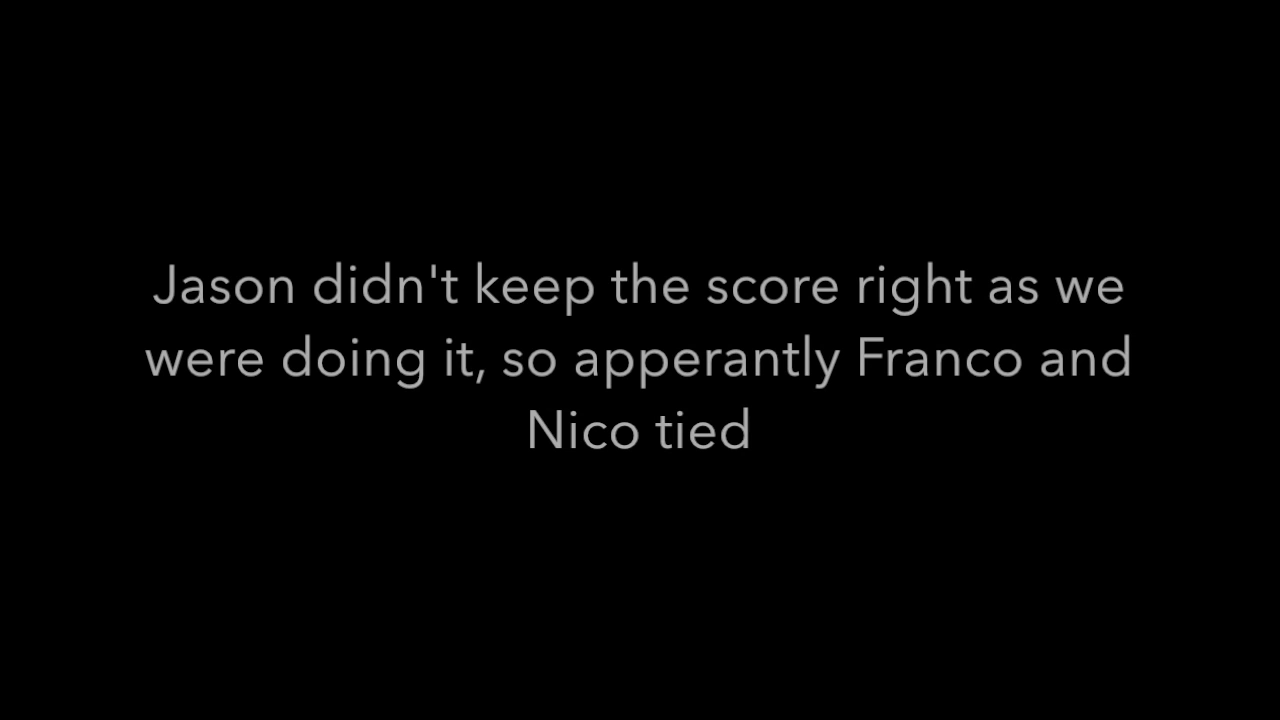 Jason didn't keep the score right as we
were doing it, so apperantly Franco and
Nico tied